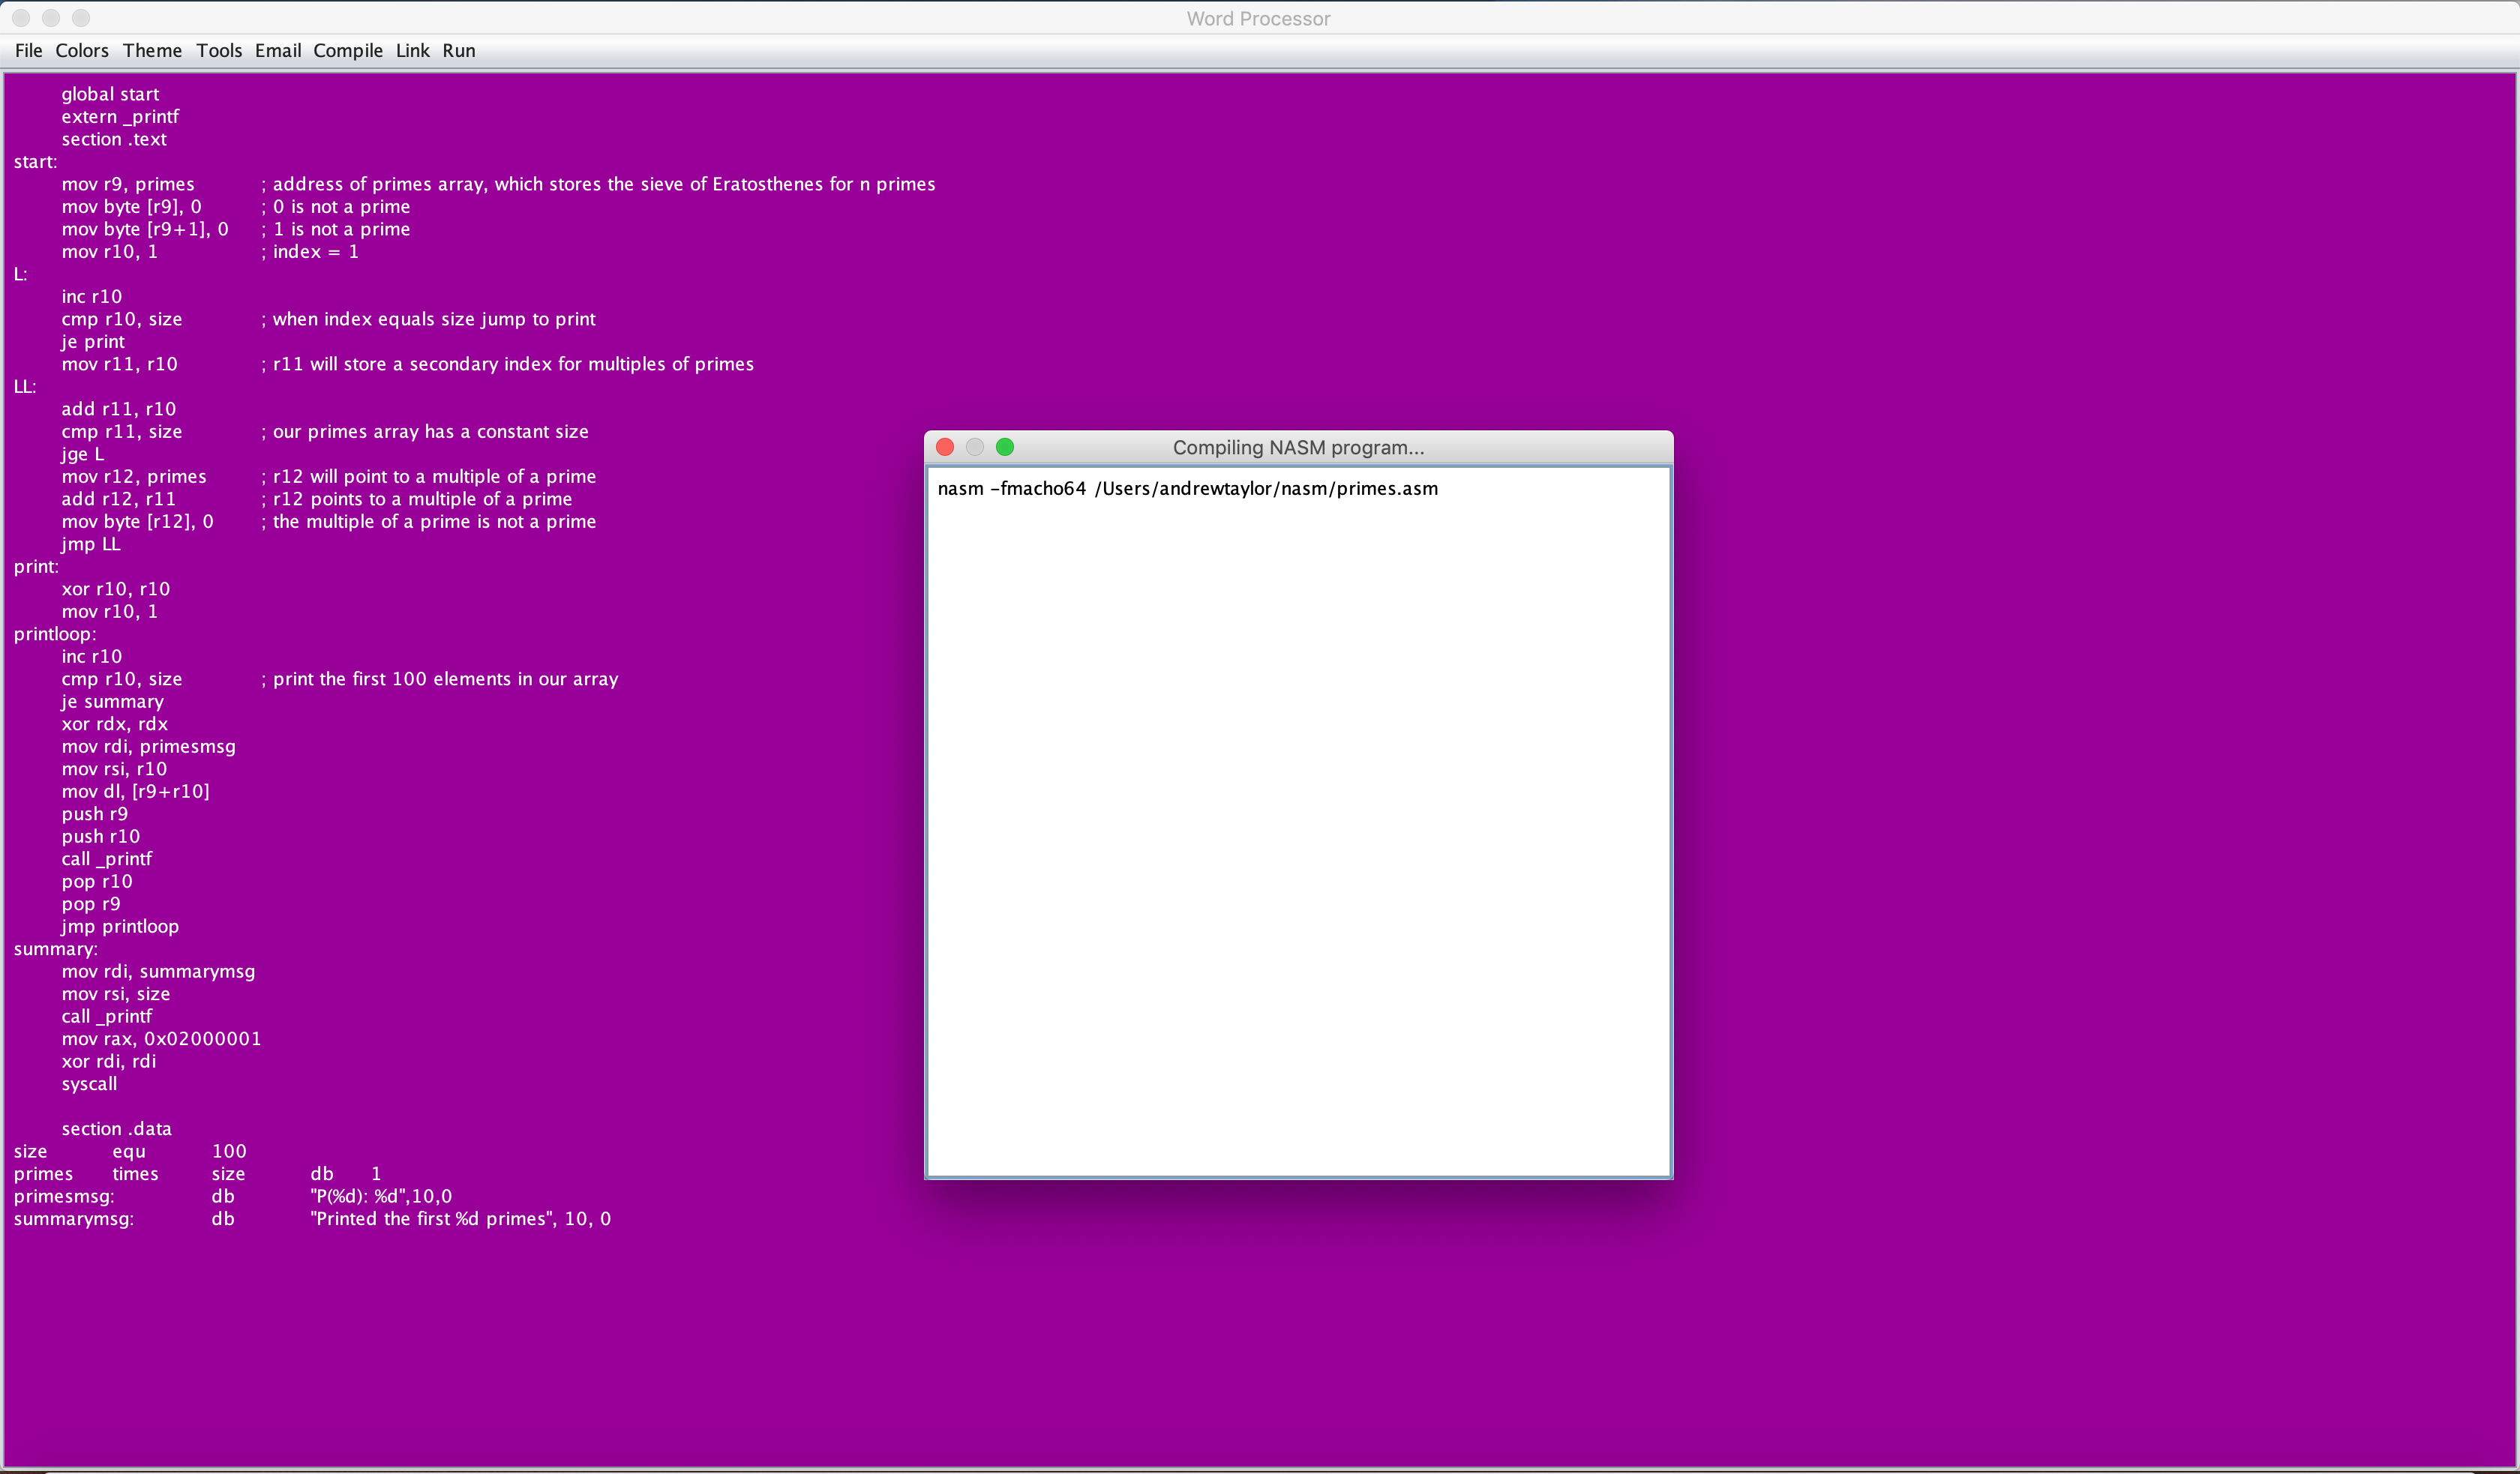 Word Processor
File Colors Theme Tools Email Compile Link Run
global start
extern _printf
section .text
start:
mov r9, primes ; address of primes array, which stores the sieve of Eratosthenes for n primes
mov byte [r9], 0 ; 0 is not a prime
mov byte [r9+1], 0 ; 1 is not a prime
mov r10, 1 ; index = 1
L:
inc r10
cmp r10, size ; when index equals size jump to print
je print
mov r11, r10 ; r11 will store a secondary index for multiples of primes
LL:
add r11, r10
cmp r11, size ; our primes array has a constant size
jge L
mov r12, primes ; r12 will point to a multiple of a prime
add r12, r11 ; r12 points to a multiple of a prime
mov byte [r12], 0 ; the multiple of a prime is not a prime
jmp LL
print:
xor r10, r10
mov r10, 1
printloop:
inc r10
cmp r10, size ; print the first 100 elements in our array
je summary
xor rdx, rdx
mov rdi, primesmsg
mov rsi, r10
mov dl, [r9+r10]
push r9
push r10
call _printf
pop r10
pop r9
jmp printloop
summary:
mov rdi, summarymsg
mov rsi, size
call _printf
mov rax, 0x02000001
xor rdi, rdi
syscall
section .data
size equ 100
primes times size db 1
primesmsg: db "P(%d): %d",10,0
summarymsg: db "Printed the first %d primes", 10, 0
Compiling NASM program...
nasm -fmacho64 /Users/andrewtaylor/nasm/primes.asm